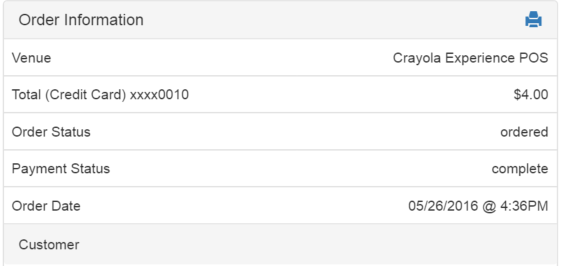 Order Information
Venue Crayola Experience POS
Total (Credit Card) xxxx0010 $4.00
Order Status ordered
Payment Status complete
Order Date 05/26/2016 @ 4:36PM
Customer